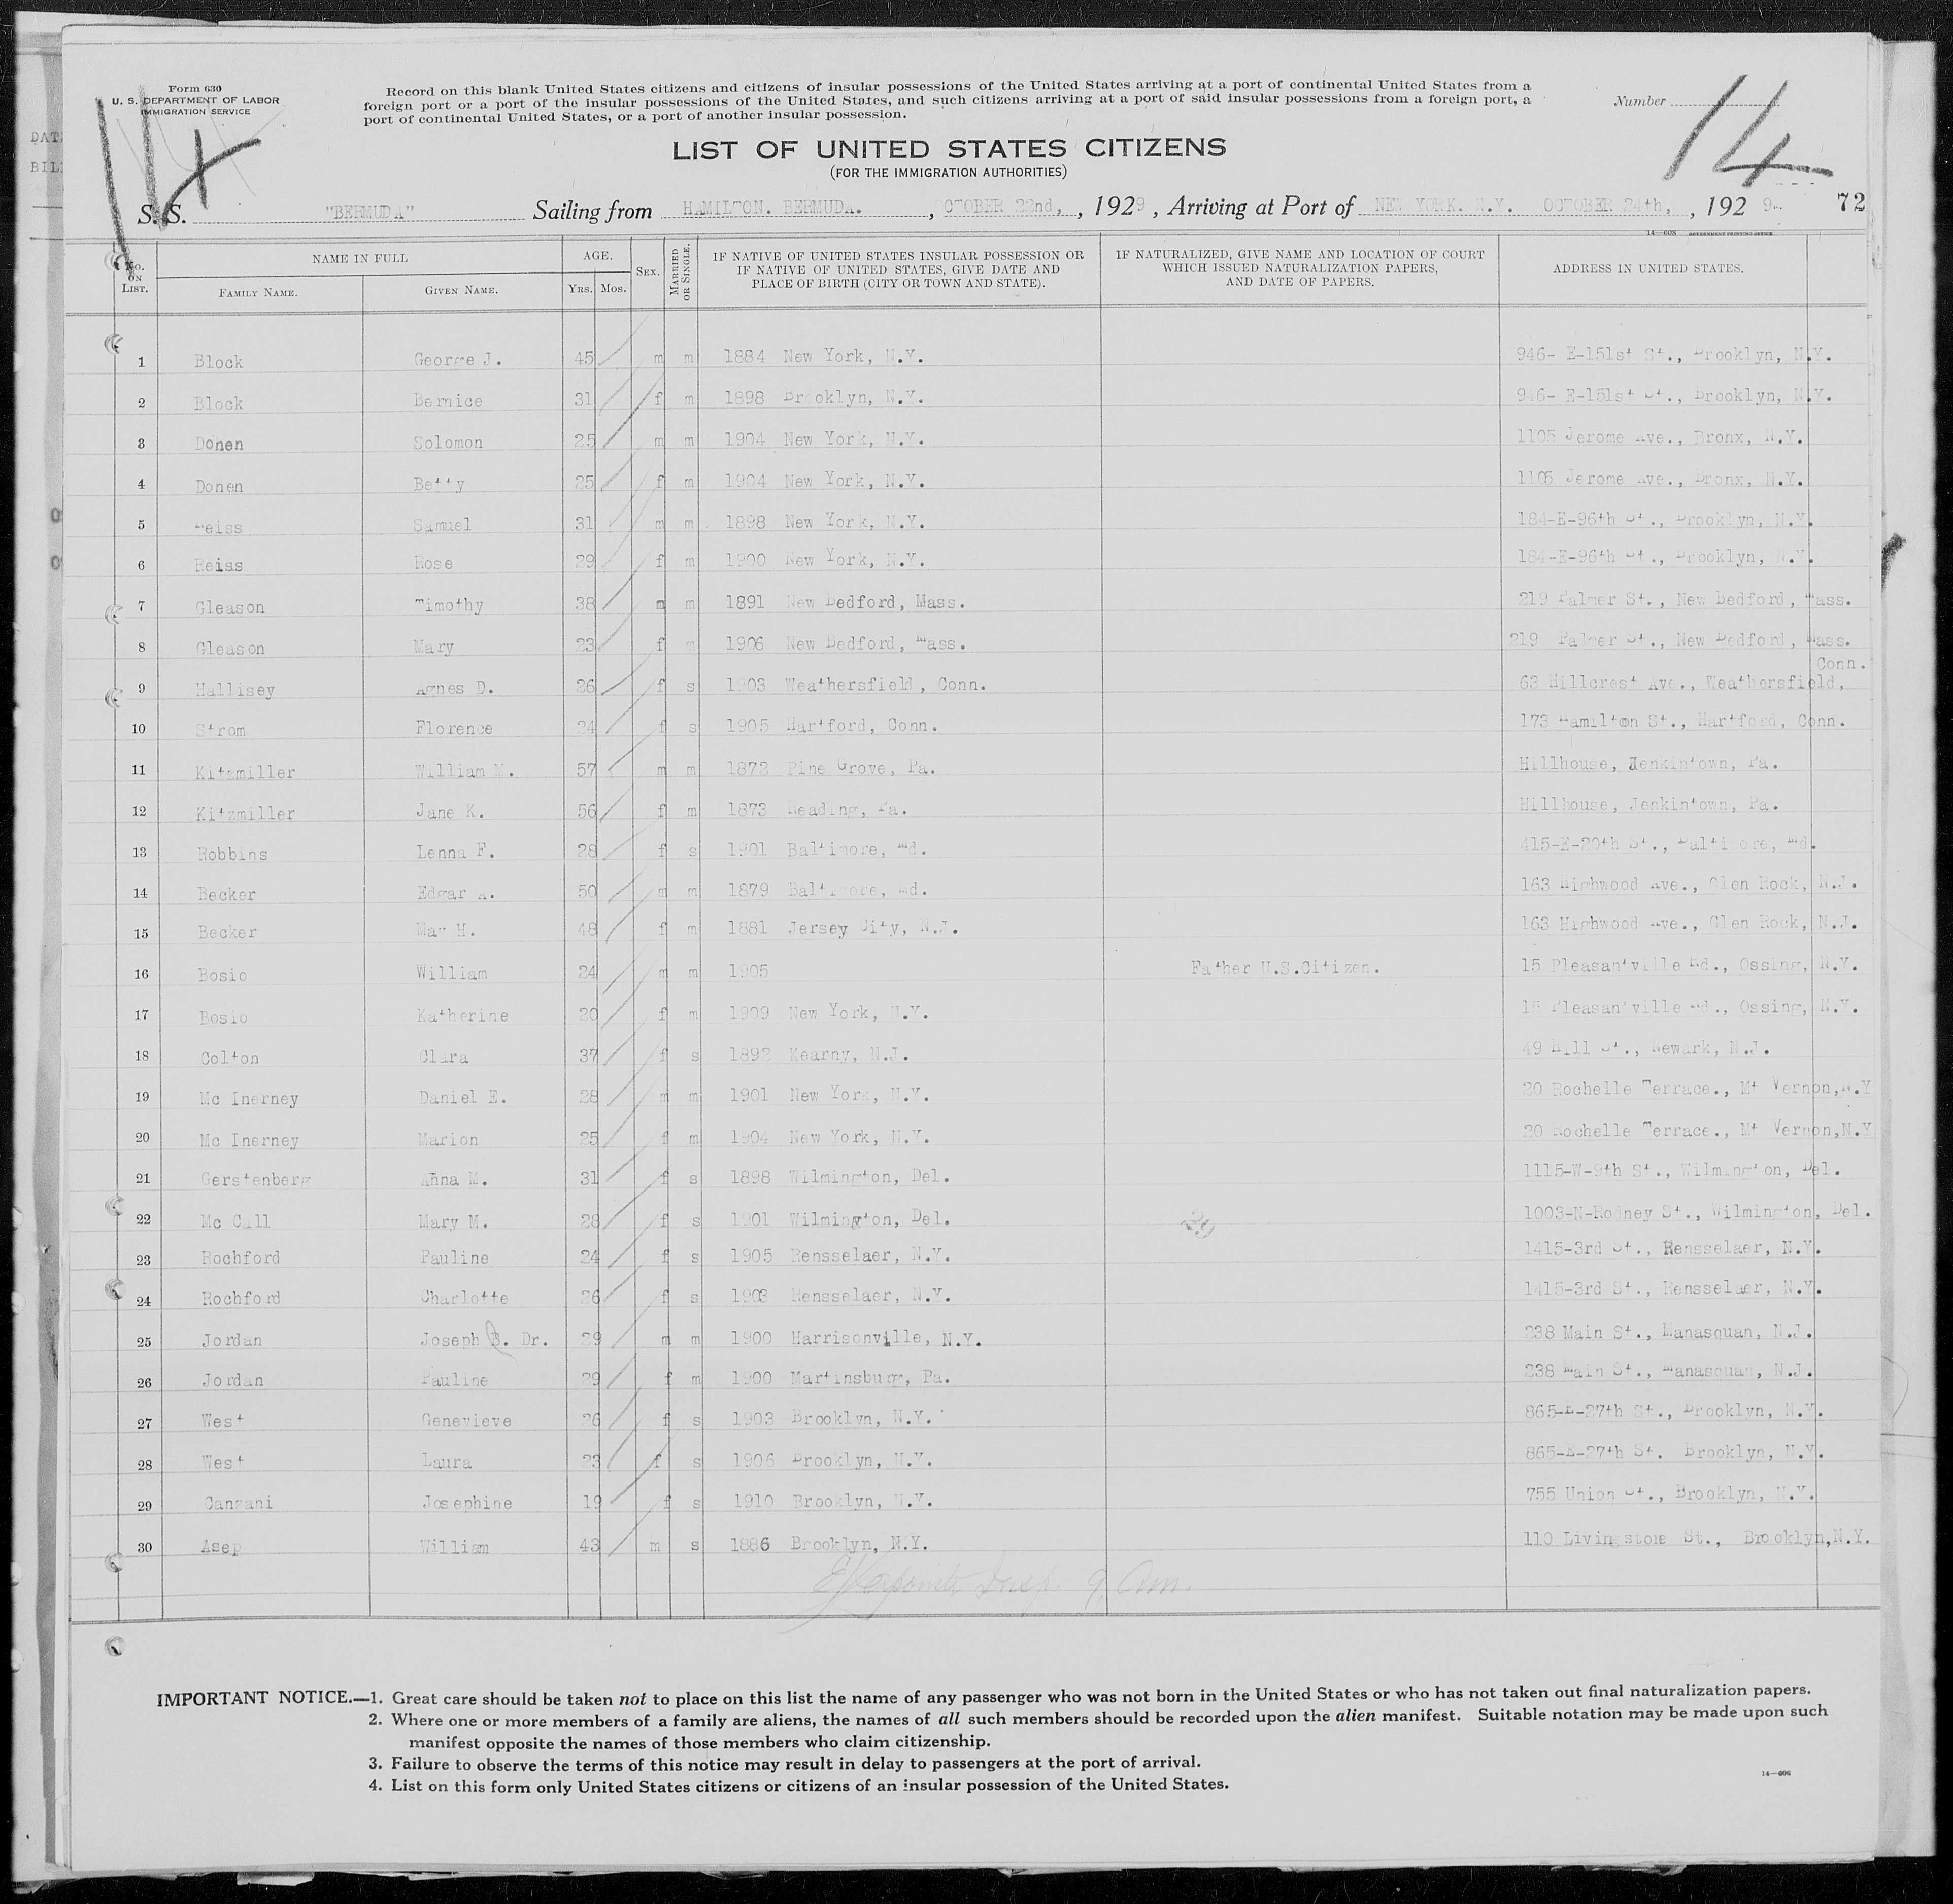 Form 630
U. S. DEPARTMENT OF LABOR
IMMIGRATION SERVICE
Record on this blank United States citizens and citizens of insular possessions of the United States arriving at a port of continental United States from a
foreign port or a port of the insular possessions of the United States, and such citizens arriving at a port of said insular possessions from a foreign port, a
port of continental United States, or a port of another insular possession.
Number 14
14
LIST OF UNITED STATES CITIZENS
(FOR THE IMMIGRATION AUTHORITIES)
S. S. "BERMUDA" Sailing from HAMILTON. BERMUDA. , OCTOBER 22nd, , 1929 , Arriving at Port of NEW YORK. N.Y. OCTOBER 24th, , 192 9. 72
14—608 GOVERNMENT PRINTING OFFICE
No. ON LIST. NAME IN FULL FAMILY NAME. GIVEN NAME. AGE. YRS. MOS. SEX. MARRIED OR SINGLE. IF NATIVE OF UNITED STATES INSULAR POSSESSION OR IF NATIVE OF UNITED STATES, GIVE DATE AND PLACE OF BIRTH (CITY OR TOWN AND STATE). IF NATURALIZED, GIVE NAME AND LOCATION OF COURT WHICH ISSUED NATURALIZATION PAPERS, AND DATE OF PAPERS. ADDRESS IN UNITED STATES.
1 Block George J. 45 m m 1884 New York, N.Y. 946- E-151st St., Brooklyn, N.Y.
2 Block Bernice 31 f m 1898 Brooklyn, N.Y. 946- E-151st St., Brooklyn, N.Y.
3 Donen Solomon 25 m m 1904 New York, N.Y. 1105 Jerome Ave., Bronx, N.Y.
4 Donen Betty 25 f m 1904 New York, N.Y. 1105 Jerome Ave., Bronx, N.Y.
5 Reiss Samuel 31 m m 1898 New York, N.Y. 184-E-96th St., Brooklyn, N.Y.
6 Reiss Rose 29 f m 1900 New York, N.Y. 184-E-96th St., Brooklyn, N.Y.
7 Gleason Timothy 38 m m 1891 New Bedford, Mass. 219 Palmer St., New Bedford, Mass.
8 Gleason Mary 23 f m 1906 New Bedford, Mass. 219 Palmer St., New Bedford, Mass.
9 Hallisey Agnes D. 26 f s 1903 Weathersfield, Conn. 63 Hillcrest Ave., Weathersfield, Conn.
10 Strom Florence 24 f s 1905 Hartford, Conn. 173 Hamilton St., Hartford, Conn.
11 Kitzmiller William M. 57 m m 1872 Pine Grove, Pa. Hillhouse, Jenkintown, Pa.
12 Kitzmiller Jane K. 56 f m 1873 Reading, Pa. Hillhouse, Jenkintown, Pa.
13 Robbins Lenna F. 28 f s 1901 Baltimore, Md. 415-E-20th St., Baltimore, Md.
14 Becker Edgar A. 50 m m 1879 Baltimore, Md. 163 Highwood Ave., Glen Rock, N.J.
15 Becker May H. 48 f m 1881 Jersey City, N.J. 163 Highwood Ave., Glen Rock, N.J.
16 Bosio William 24 m m 1905 Father U.S.Citizen. 15 Pleasantville Rd., Ossing, N.Y.
17 Bosio Katherine 20 f m 1909 New York, N.Y. 15 Pleasantville Rd., Ossing, N.Y.
18 Colton Clara 37 f s 1892 Kearny, N.J. 49 Hill St., Newark, N.J.
19 Mc Inerney Daniel E. 28 m m 1901 New York, N.Y. 20 Rochelle Terrace., Mt Vernon,N.Y
20 Mc Inerney Marion 25 f m 1904 New York, N.Y. 20 Rochelle Terrace., Mt Vernon,N.Y
21 Gerstenberg Anna M. 31 f s 1898 Wilmington, Del. 1115-W-9th St., Wilmington, Del.
22 Mc Call Mary M. 28 f s 1901 Wilmington, Del. 29 1003-N-Rodney St., Wilmington, Del.
23 Rochford Pauline 24 f s 1905 Rensselaer, N.Y. 1415-3rd St., Rensselaer, N.Y.
24 Rochford Charlotte 26 f s 1903 Rensselaer, N.Y. 1415-3rd St., Rensselaer, N.Y.
25 Jordan Joseph B. Dr. 29 m m 1900 Harrisonville, N.Y. 238 Main St., Manasquan, N.J.
26 Jordan Pauline 29 f m 1900 Martinsburg, Pa. 238 Main St., Manasquan, N.J.
27 West Genevieve 26 f s 1903 Brooklyn, N.Y. 865-E-27th St., Brooklyn, N.Y.
28 West Laura 23 f s 1906 Brooklyn, N.Y. 865-E-27th St. Brooklyn, N.Y.
29 Canzani Josephine 19 f s 1910 Brooklyn, N.Y. 755 Union St., Brooklyn, N.Y.
30 Asep William 43 m s 1886 Brooklyn, N.Y. 110 Livingstone St., Brooklyn,N.Y.
Insp. 9 Am.
IMPORTANT NOTICE.—1. Great care should be taken not to place on this list the name of any passenger who was not born in the United States or who has not taken out final naturalization papers.
2. Where one or more members of a family are aliens, the names of all such members should be recorded upon the alien manifest. Suitable notation may be made upon such
manifest opposite the names of those members who claim citizenship.
3. Failure to observe the terms of this notice may result in delay to passengers at the port of arrival.
4. List on this form only United States citizens or citizens of an insular possession of the United States.
14—606